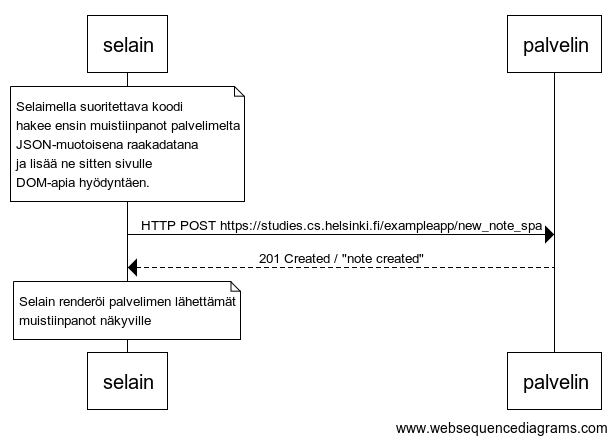 selain
palvelin
Selaimella suoritettava koodi
hakee ensin muistiinpanot palvelimelta
JSON-muotoisena raakadatana
ja lisää ne sitten sivulle
DOM-apia hyödyntäen.
HTTP POST https://studies.cs.helsinki.fi/exampleapp/new_note_spa
201 Created / "note created"
Selain renderöi palvelimen lähettämät
muistiinpanot näkyville
selain
palvelin
www.websequencediagrams.com